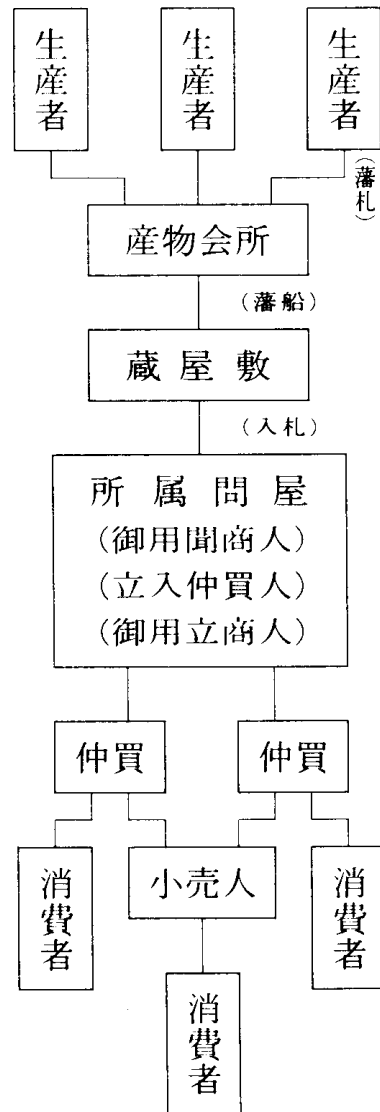 生産者
生産者
生産者
(藩札)
産物会所
(藩船)
蔵屋敷
(入札)
所属問屋
(御用聞商人)
(立入仲買人)
(御用立商人)
仲買
仲買
消費者
小売人
消費者
消費者